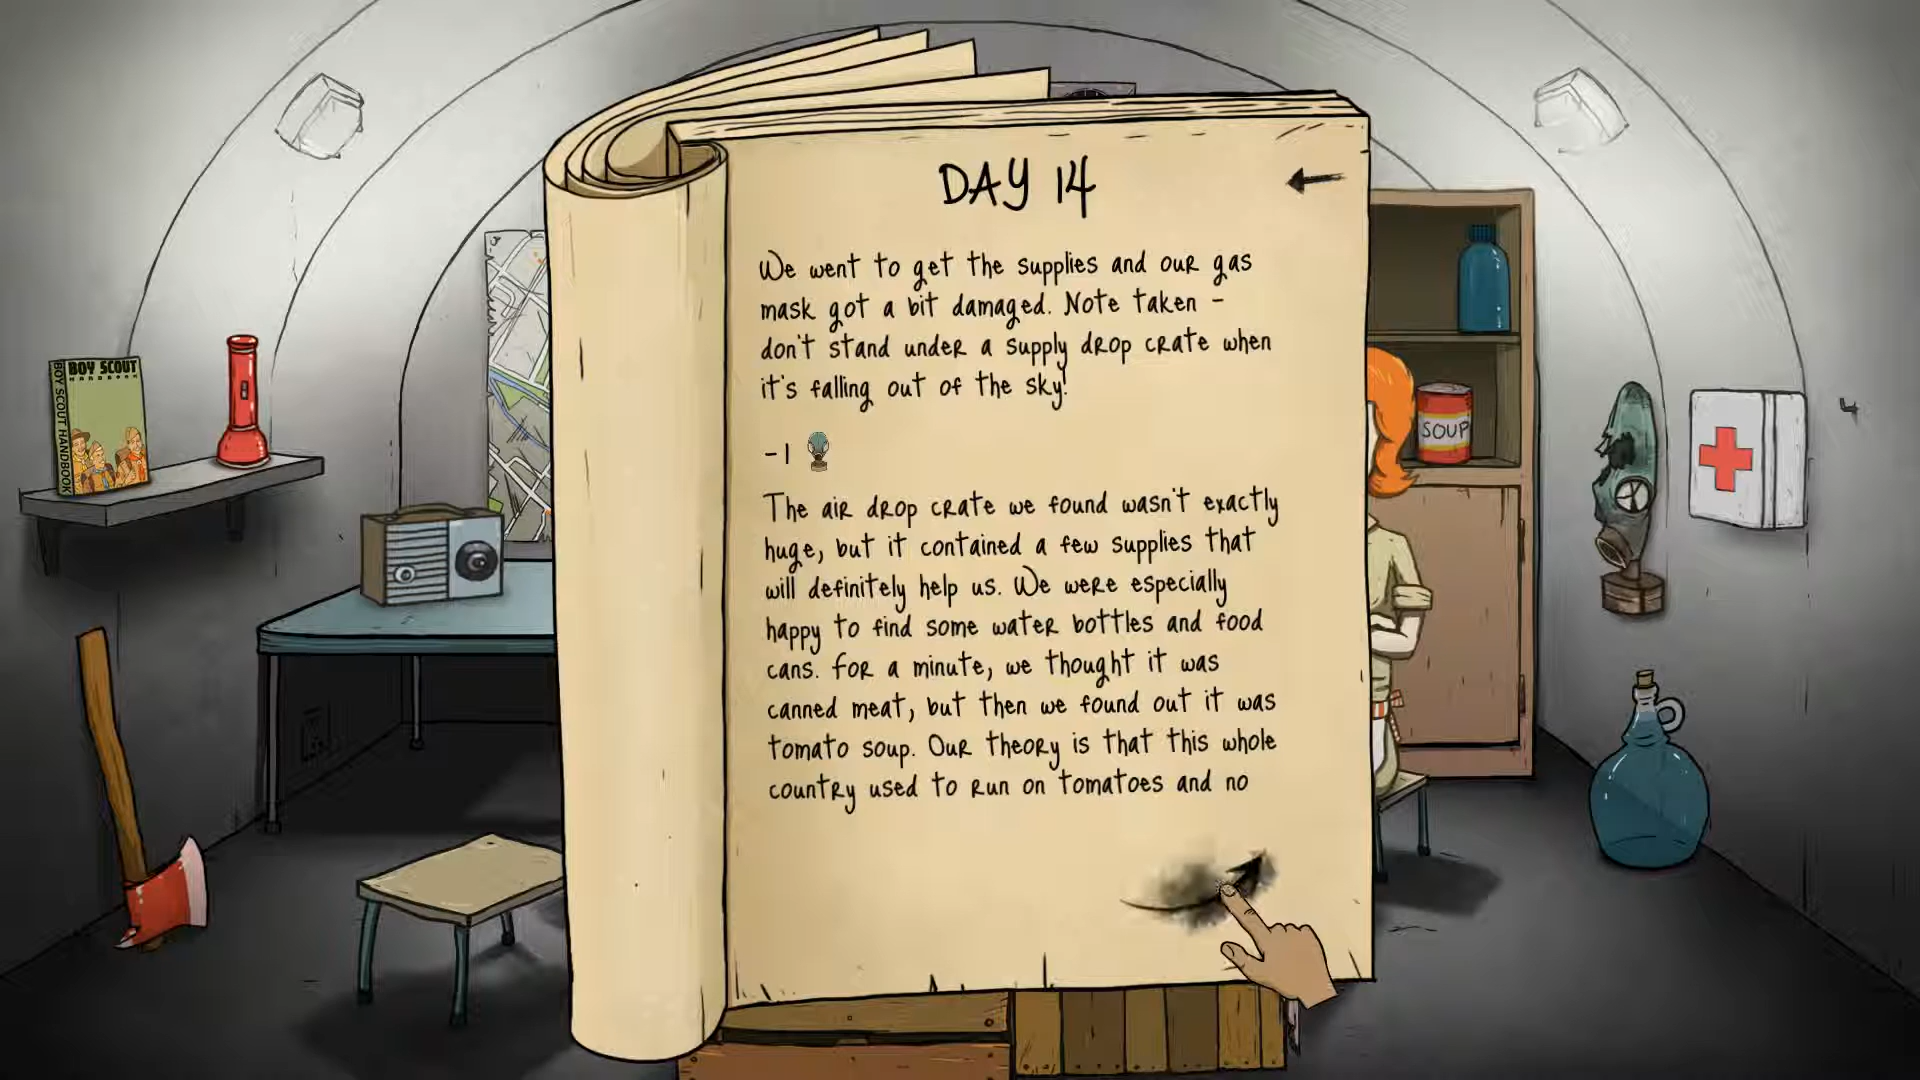 DAY 14
We went to get the supplies and our gas
mask got a bit damaged. Note taken -
don't stand under a supply drop crate when
it's falling out of the sky!
-1
The air drop crate we found wasn't exactly
huge, but it contained a few supplies that
will definitely help us. We were especially
happy to find some water bottles and food
cans. For a minute, we thought it was
canned meat, but then we found out it was
tomato soup. Our theory is that this whole
country used to run on tomatoes and no
BOY SCOUT
HANDBOOK
BOY SCOUT HANDBOOK
SOUP